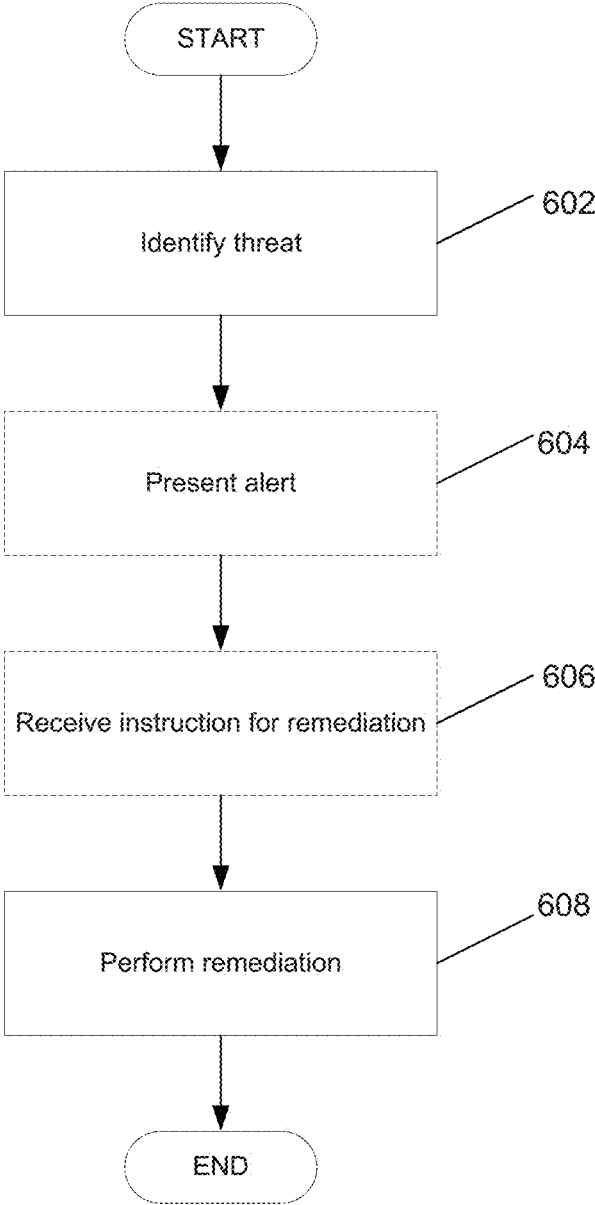 START
Identify threat
602
Present alert
604
Receive instruction for remediation
606
Perform remediation
608
END